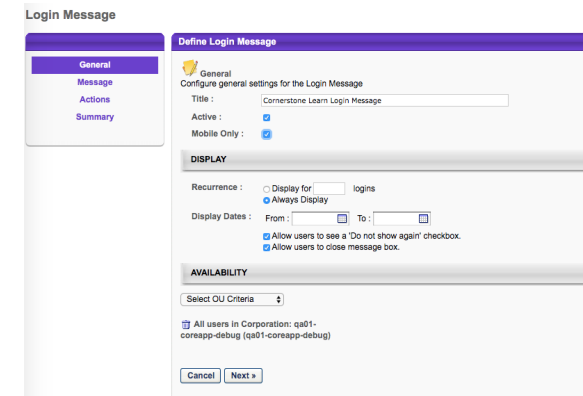 Login Message
Define Login Message
General
Message
Actions
Summary
General
Configure general settings for the Login Message
Title :
Cornerstone Learn Login Message
Active :
Mobile Only :
DISPLAY
Recurrence :
Display for
logins
Always Display
Display Dates :
From :
To :
Allow users to see a 'Do not show again' checkbox.
Allow users to close message box.
AVAILABILITY
Select OU Criteria
All users in Corporation: qa01-
coreapp-debug (qa01-coreapp-debug)
Cancel
Next »